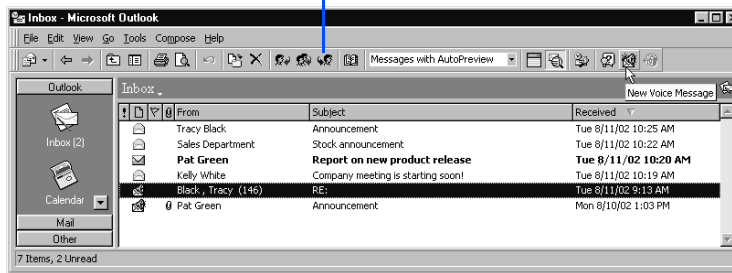 Inbox - Microsoft Outlook
File Edit View Go Tools Compose Help
Messages with AutoPreview
Outlook
Inbox
New Voice Message
! From Subject Received
Tracy Black Announcement Tue 8/11/02 10:25 AM
Sales Department Stock announcement Tue 8/11/02 10:22 AM
Inbox (2)
Pat Green Report on new product release Tue 8/11/02 10:20 AM
Kelly White Company meeting is starting soon! Tue 8/11/02 10:19 AM
Black , Tracy (146) RE: Tue 8/11/02 9:13 AM
Calendar
Pat Green Announcement Mon 8/10/02 1:03 PM
Mail
Other
7 Items, 2 Unread